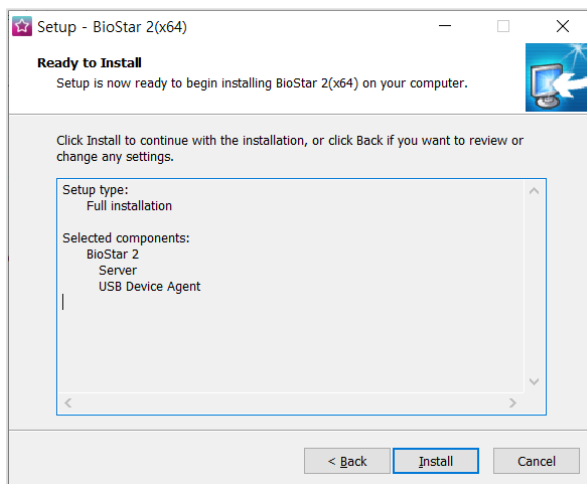 Setup - BioStar 2(x64)
Ready to Install
Setup is now ready to begin installing BioStar 2(x64) on your computer.
Click Install to continue with the installation, or click Back if you want to review or
change any settings.
Setup type:
Full installation
Selected components:
BioStar 2
Server
USB Device Agent
< Back
Install
Cancel